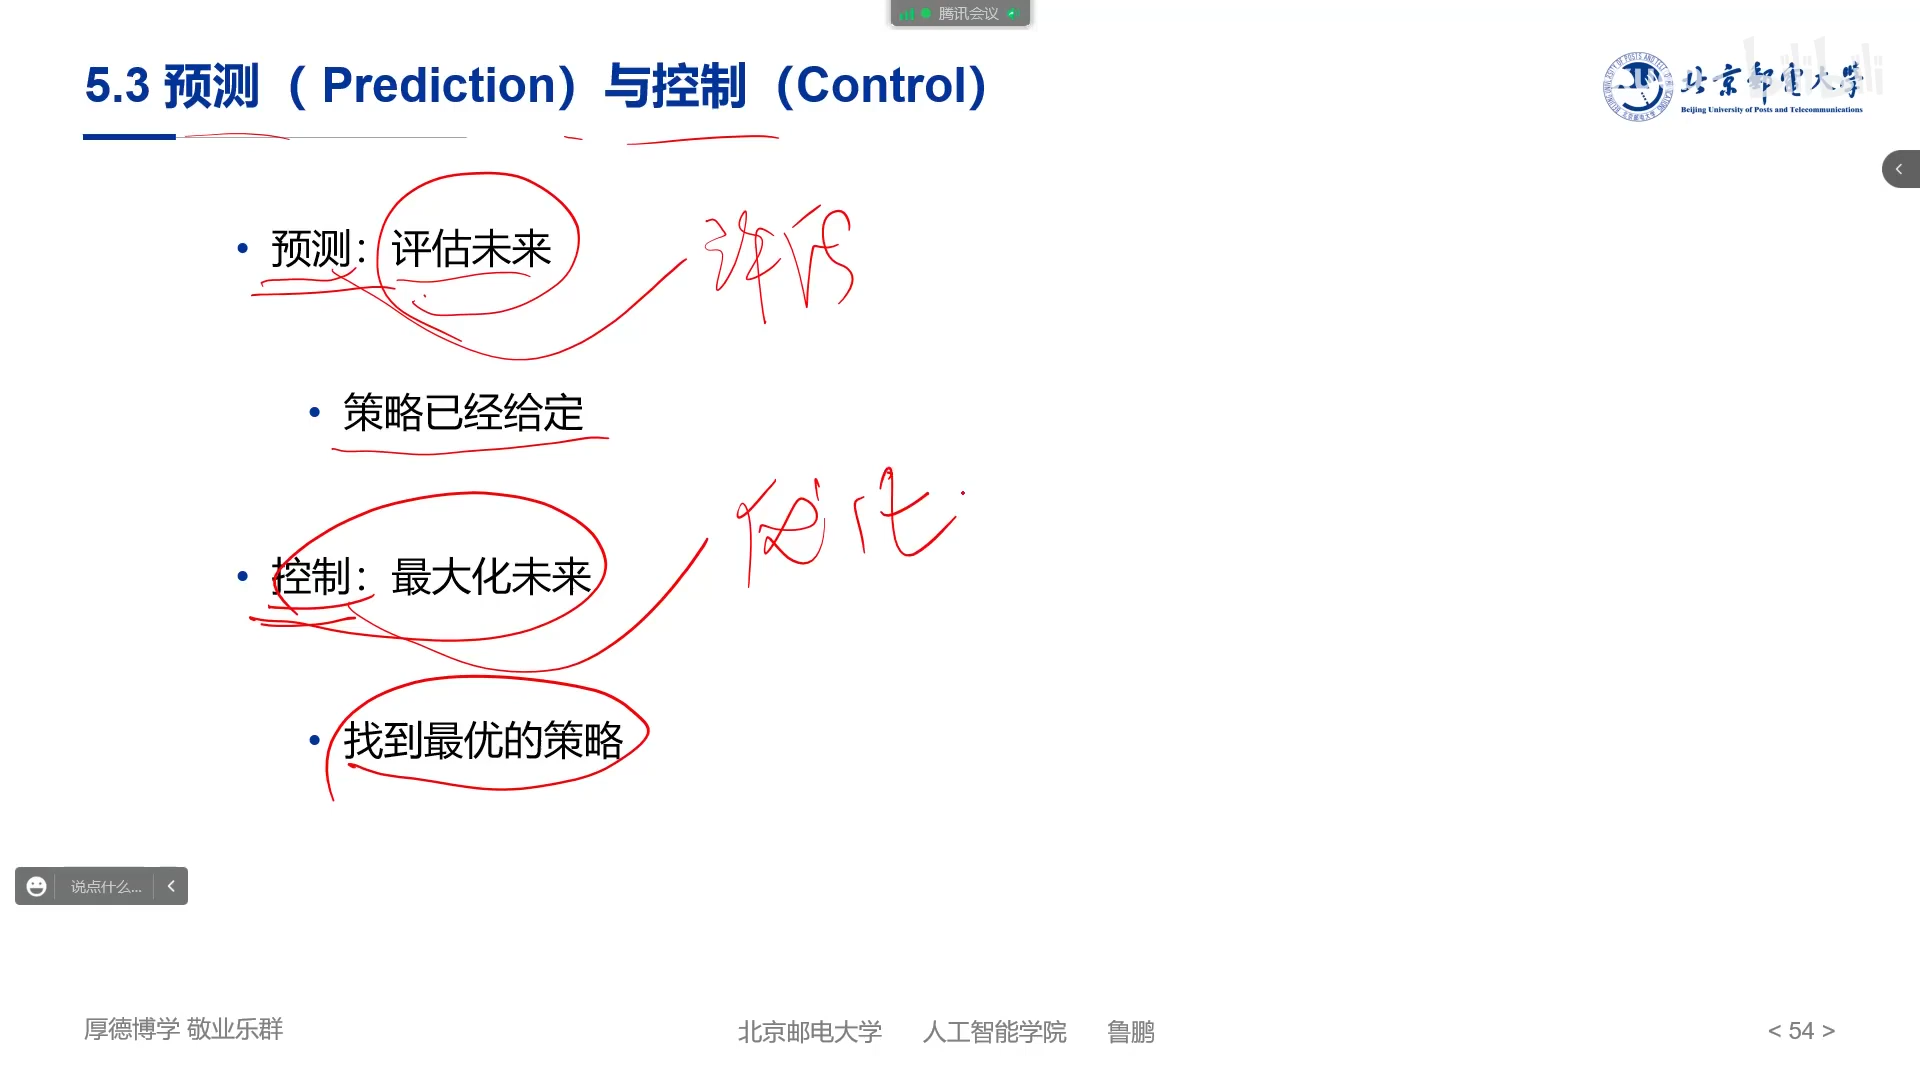 腾讯会议
5.3 预测（ Prediction）与控制（Control）
北京邮电大学
Beijing University of Posts and Telecommunications
• 预测：评估未来
评估
• 策略已经给定
优化
• 控制：最大化未来
• 找到最优的策略
说点什么...
厚德博学 敬业乐群
北京邮电大学 人工智能学院 鲁鹏
< 54 >